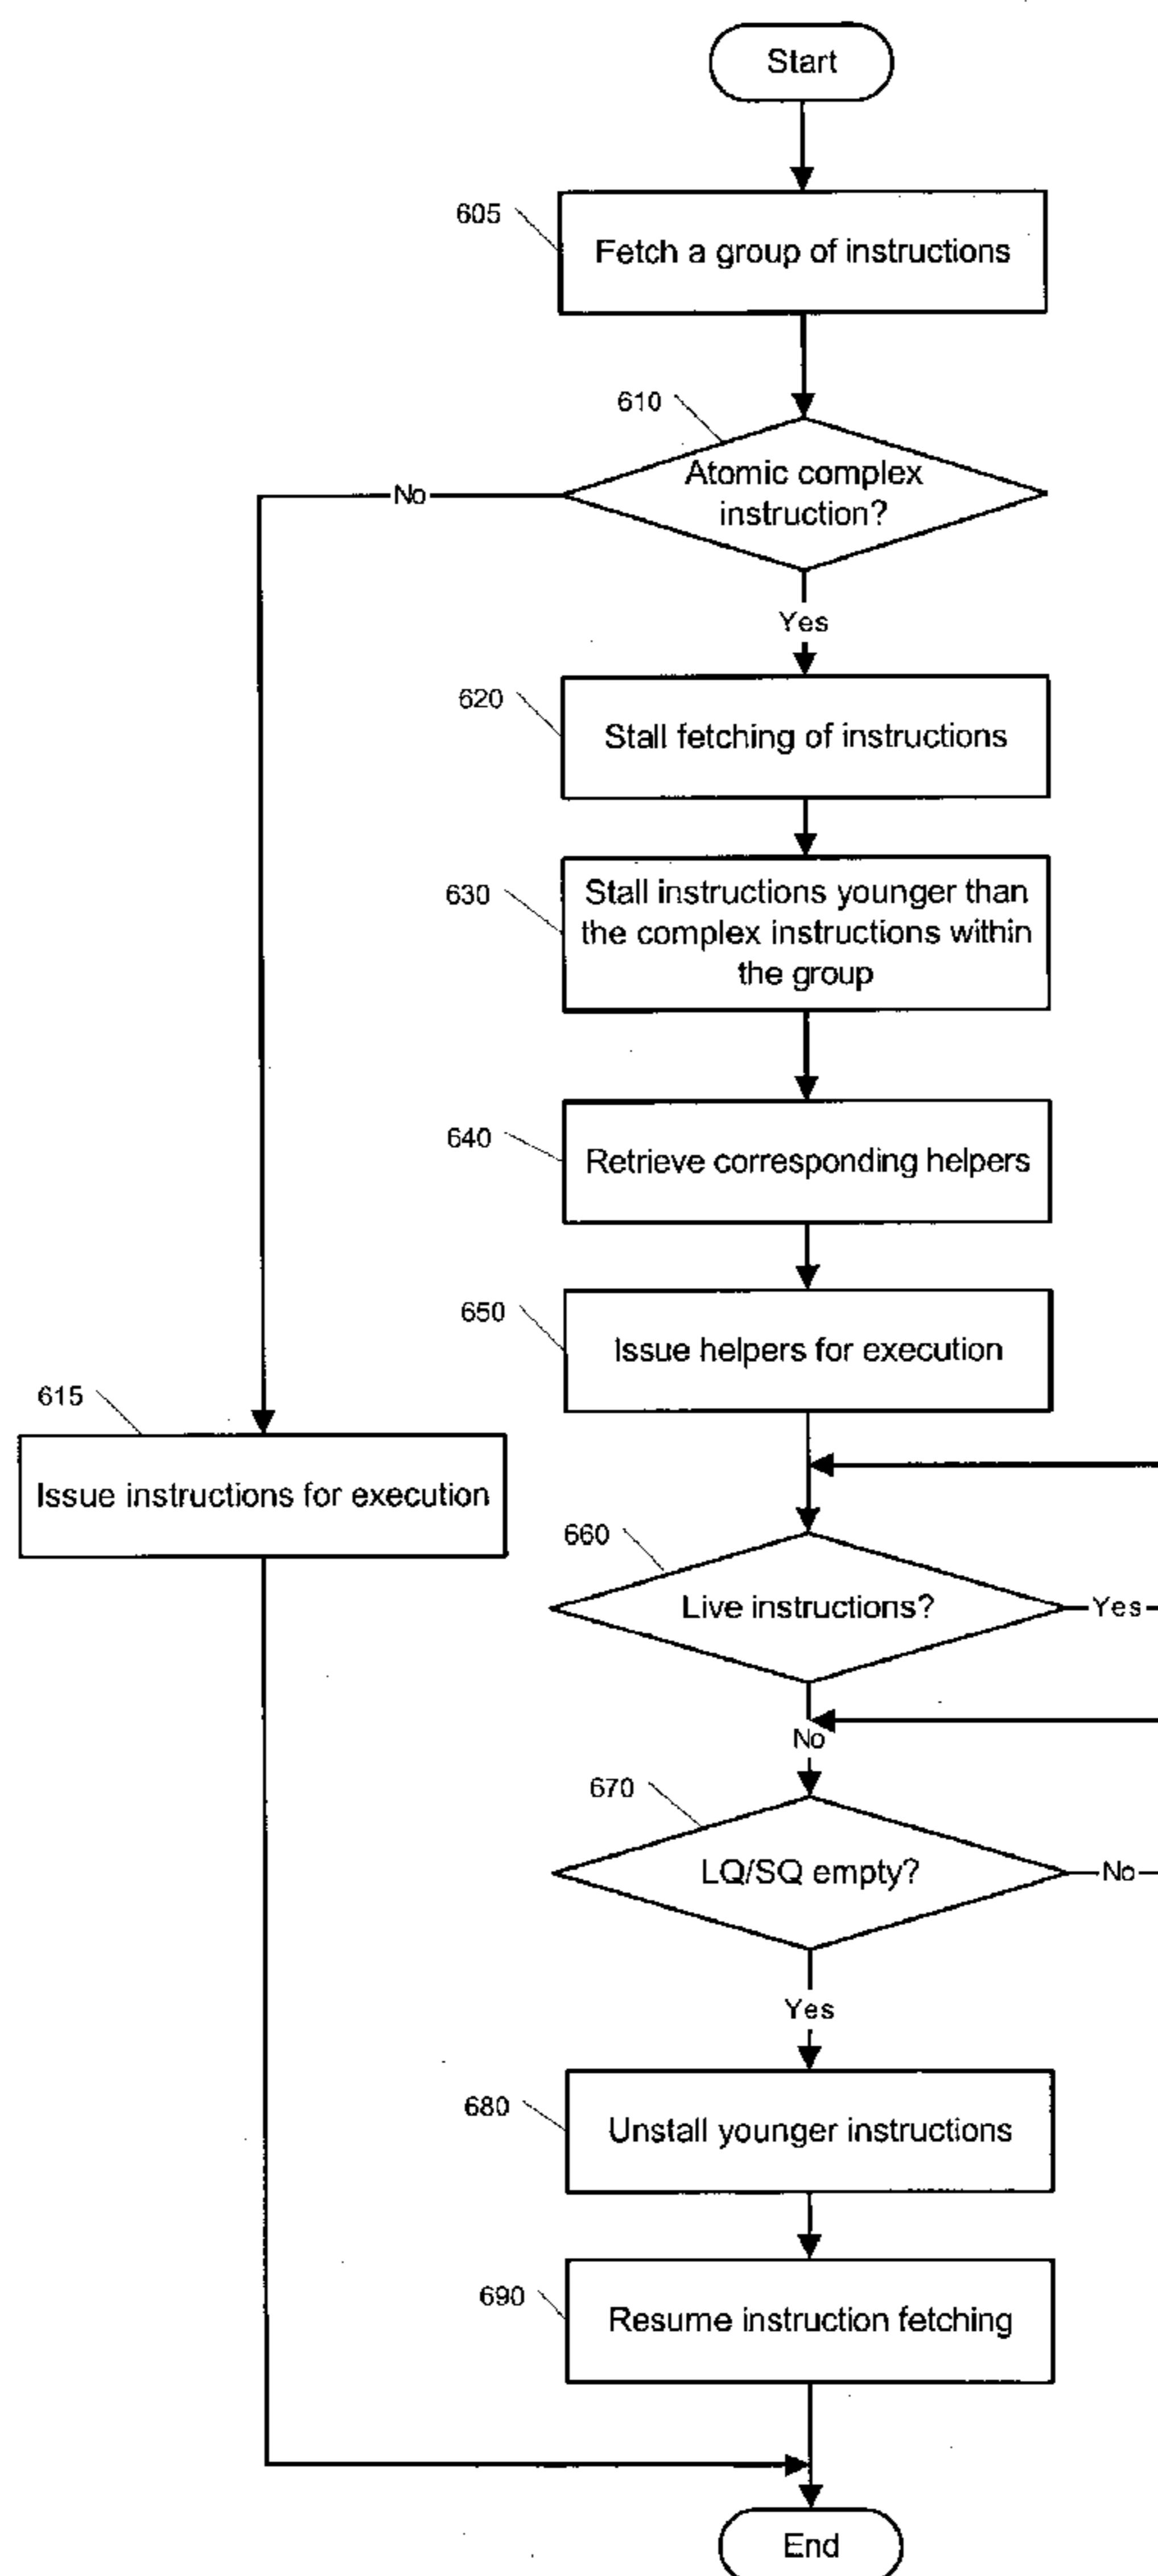 Start
605
Fetch a group of instructions
610
Atomic complex
instruction?
No
Yes
620
Stall fetching of instructions
630
Stall instructions younger than
the complex instructions within
the group
640
Retrieve corresponding helpers
650
Issue helpers for execution
615
Issue instructions for execution
660
Live instructions?
Yes
No
670
LQ/SQ empty?
No
Yes
680
Unstall younger instructions
690
Resume instruction fetching
End